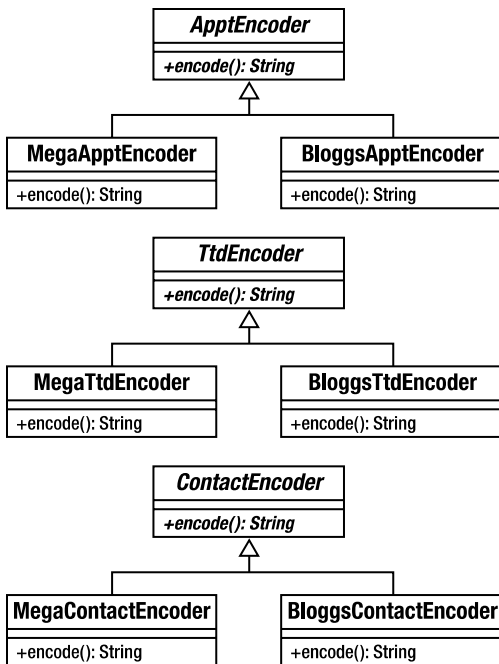 ApptEncoder
+encode(): String
MegaApptEncoder
BloggsApptEncoder
+encode(): String
+encode(): String
TtdEncoder
+encode(): String
MegaTtdEncoder
BloggsTtdEncoder
+encode(): String
+encode(): String
ContactEncoder
+encode(): String
MegaContactEncoder
BloggsContactEncoder
+encode(): String
+encode(): String